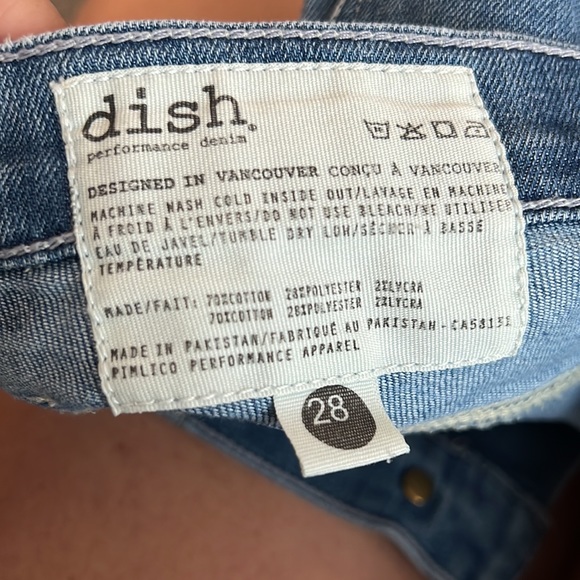 dish.
performance denim
DESIGNED IN VANCOUVER CONÇU À VANCOUVER
MACHINE WASH COLD INSIDE OUT/LAVAGE EN MACHINE
À FROID À L'ENVERS/DO NOT USE BLEACH/NE UTILISES
EAU DE JAVEL/TUMBLE DRY LOW/SÉCHER À BASSÉ
TEMPÉRATURE
MADE/FAIT: 70%COTTON 28%POLYESTER 2%LYCRA
70%COTTON 28%POLYESTER 2%LYCRA
MADE IN PAKISTAN/FABRIQUÉ AU PAKISTAN-CA58151
PIMLICO PERFORMANCE APPAREL
28